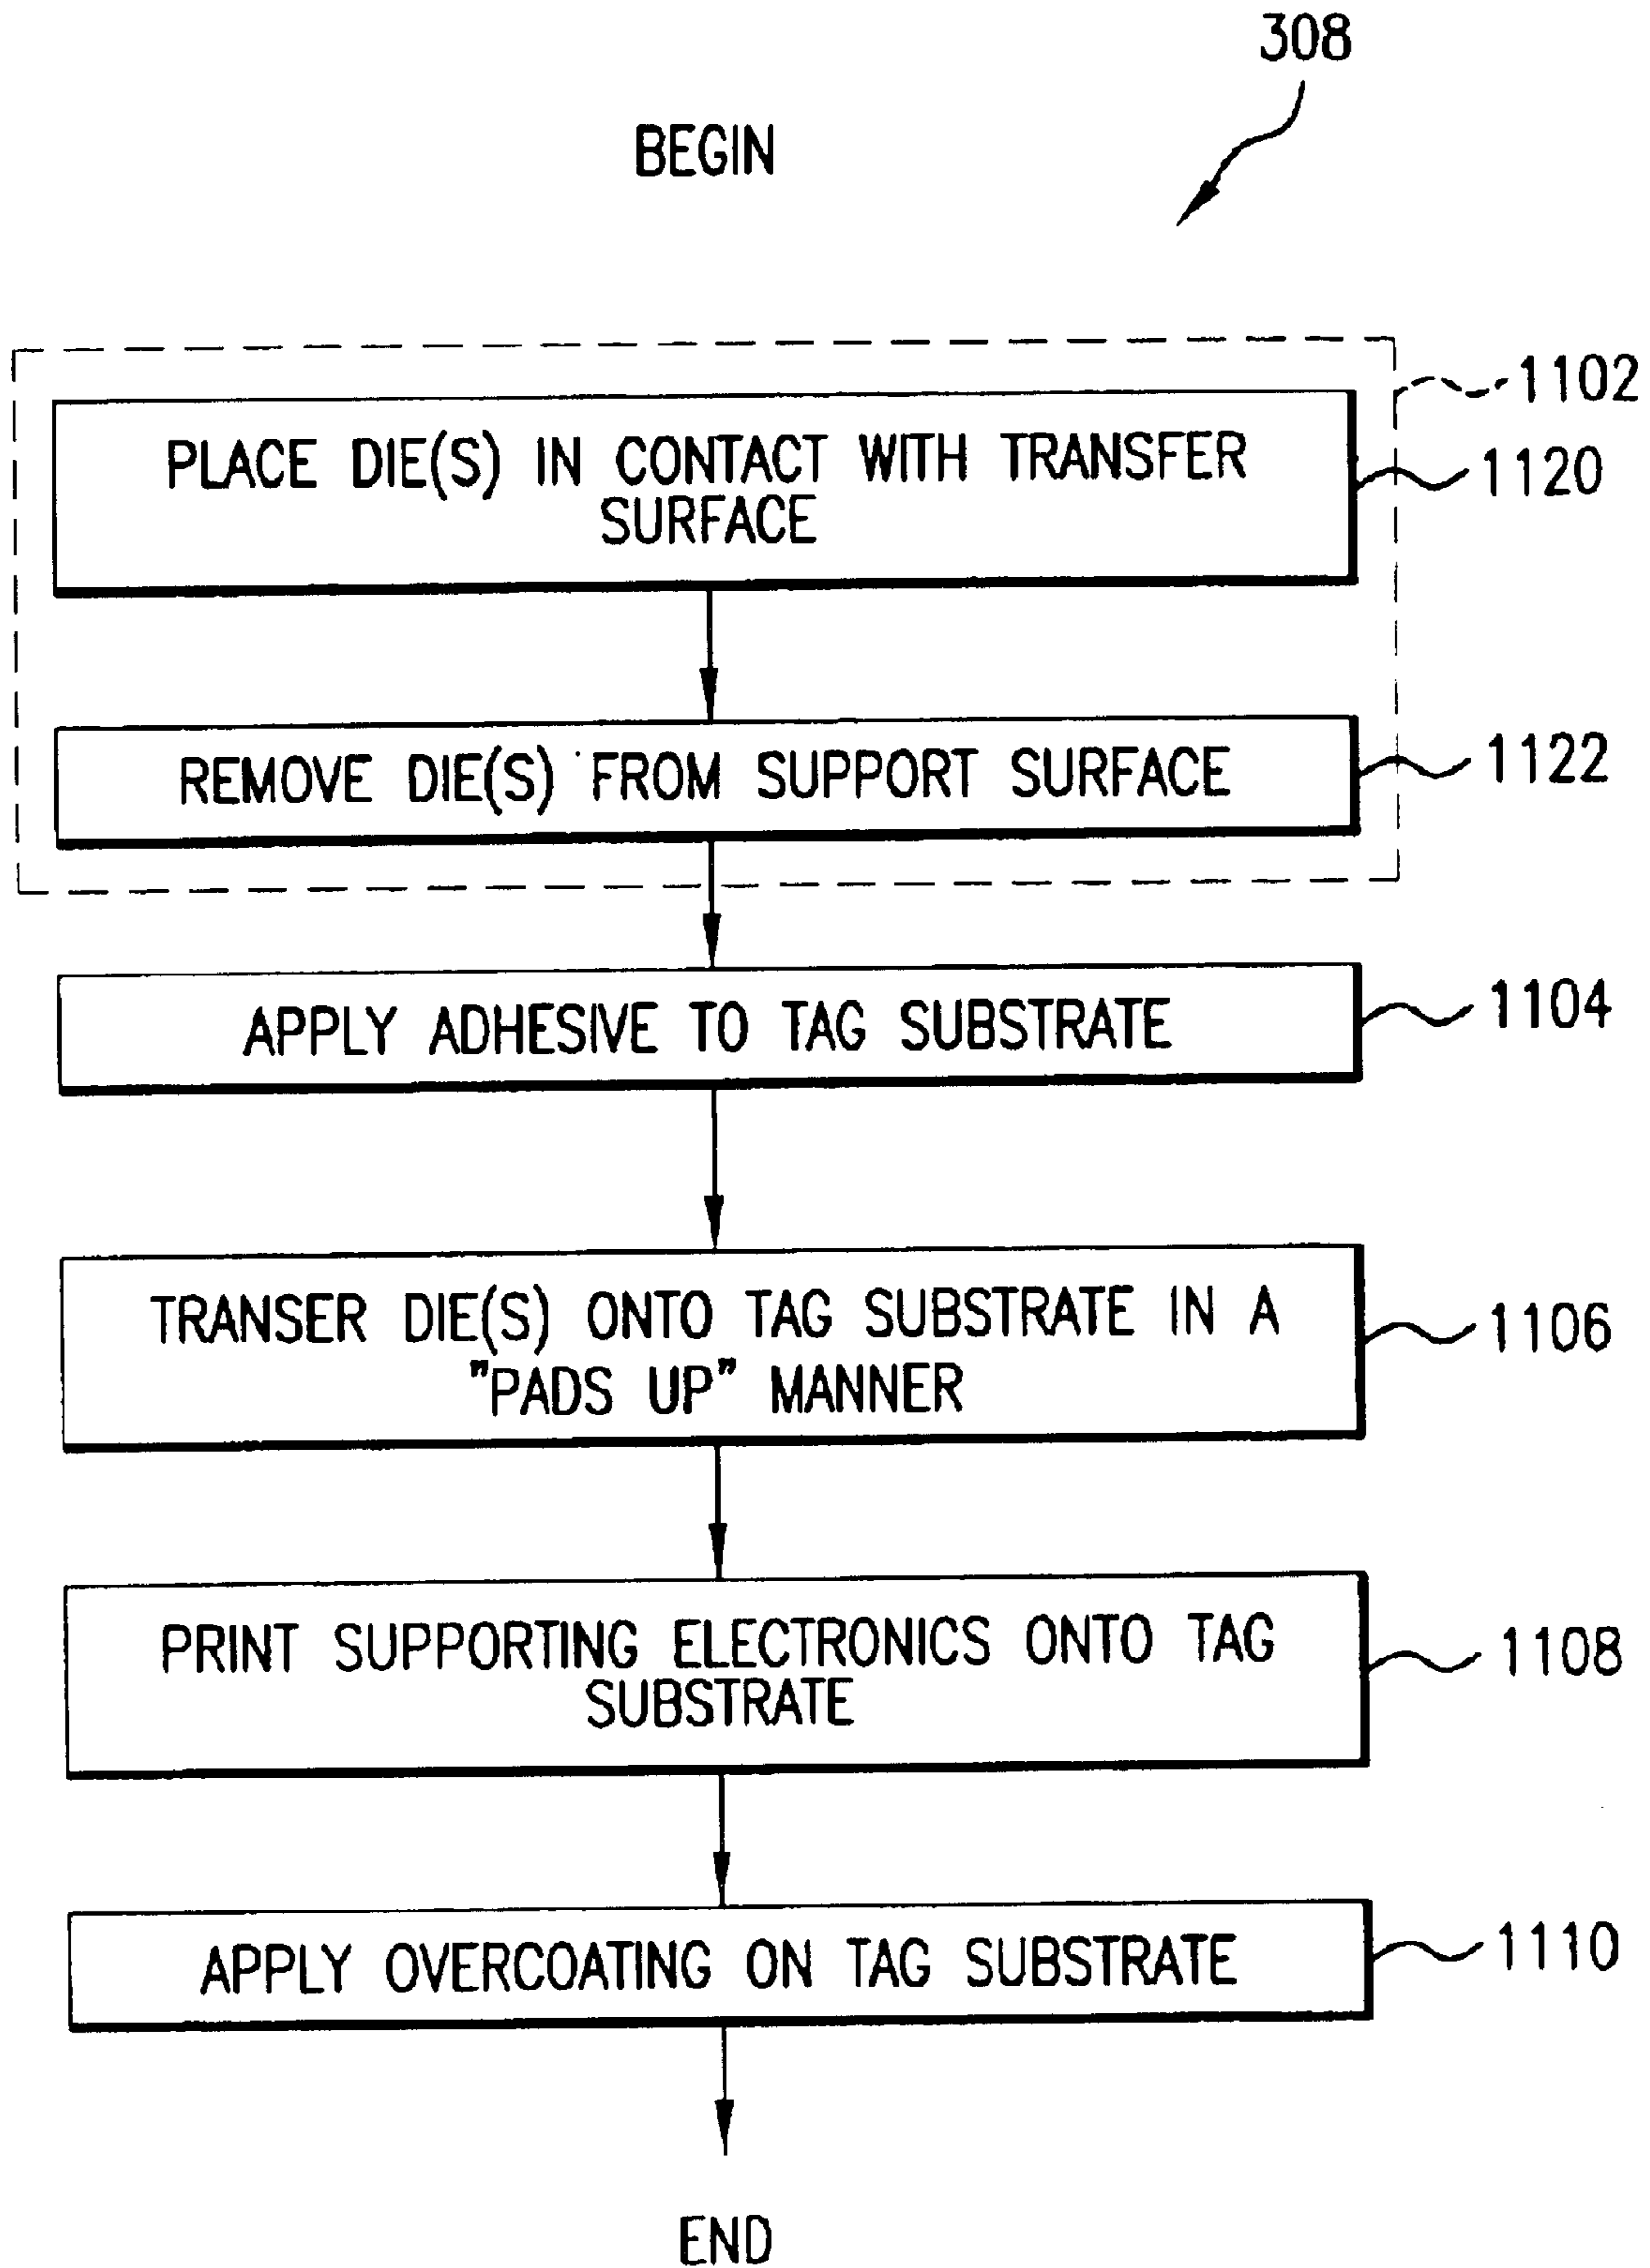 308
BEGIN
1102
PLACE DIE(S) IN CONTACT WITH TRANSFER
SURFACE
1120
REMOVE DIE(S) FROM SUPPORT SURFACE
1122
APPLY ADHESIVE TO TAG SUBSTRATE
1104
TRANSER DIE(S) ONTO TAG SUBSTRATE IN A
"PADS UP" MANNER
1106
PRINT SUPPORTING ELECTRONICS ONTO TAG
SUBSTRATE
1108
APPLY OVERCOATING ON TAG SUBSTRATE
1110
END